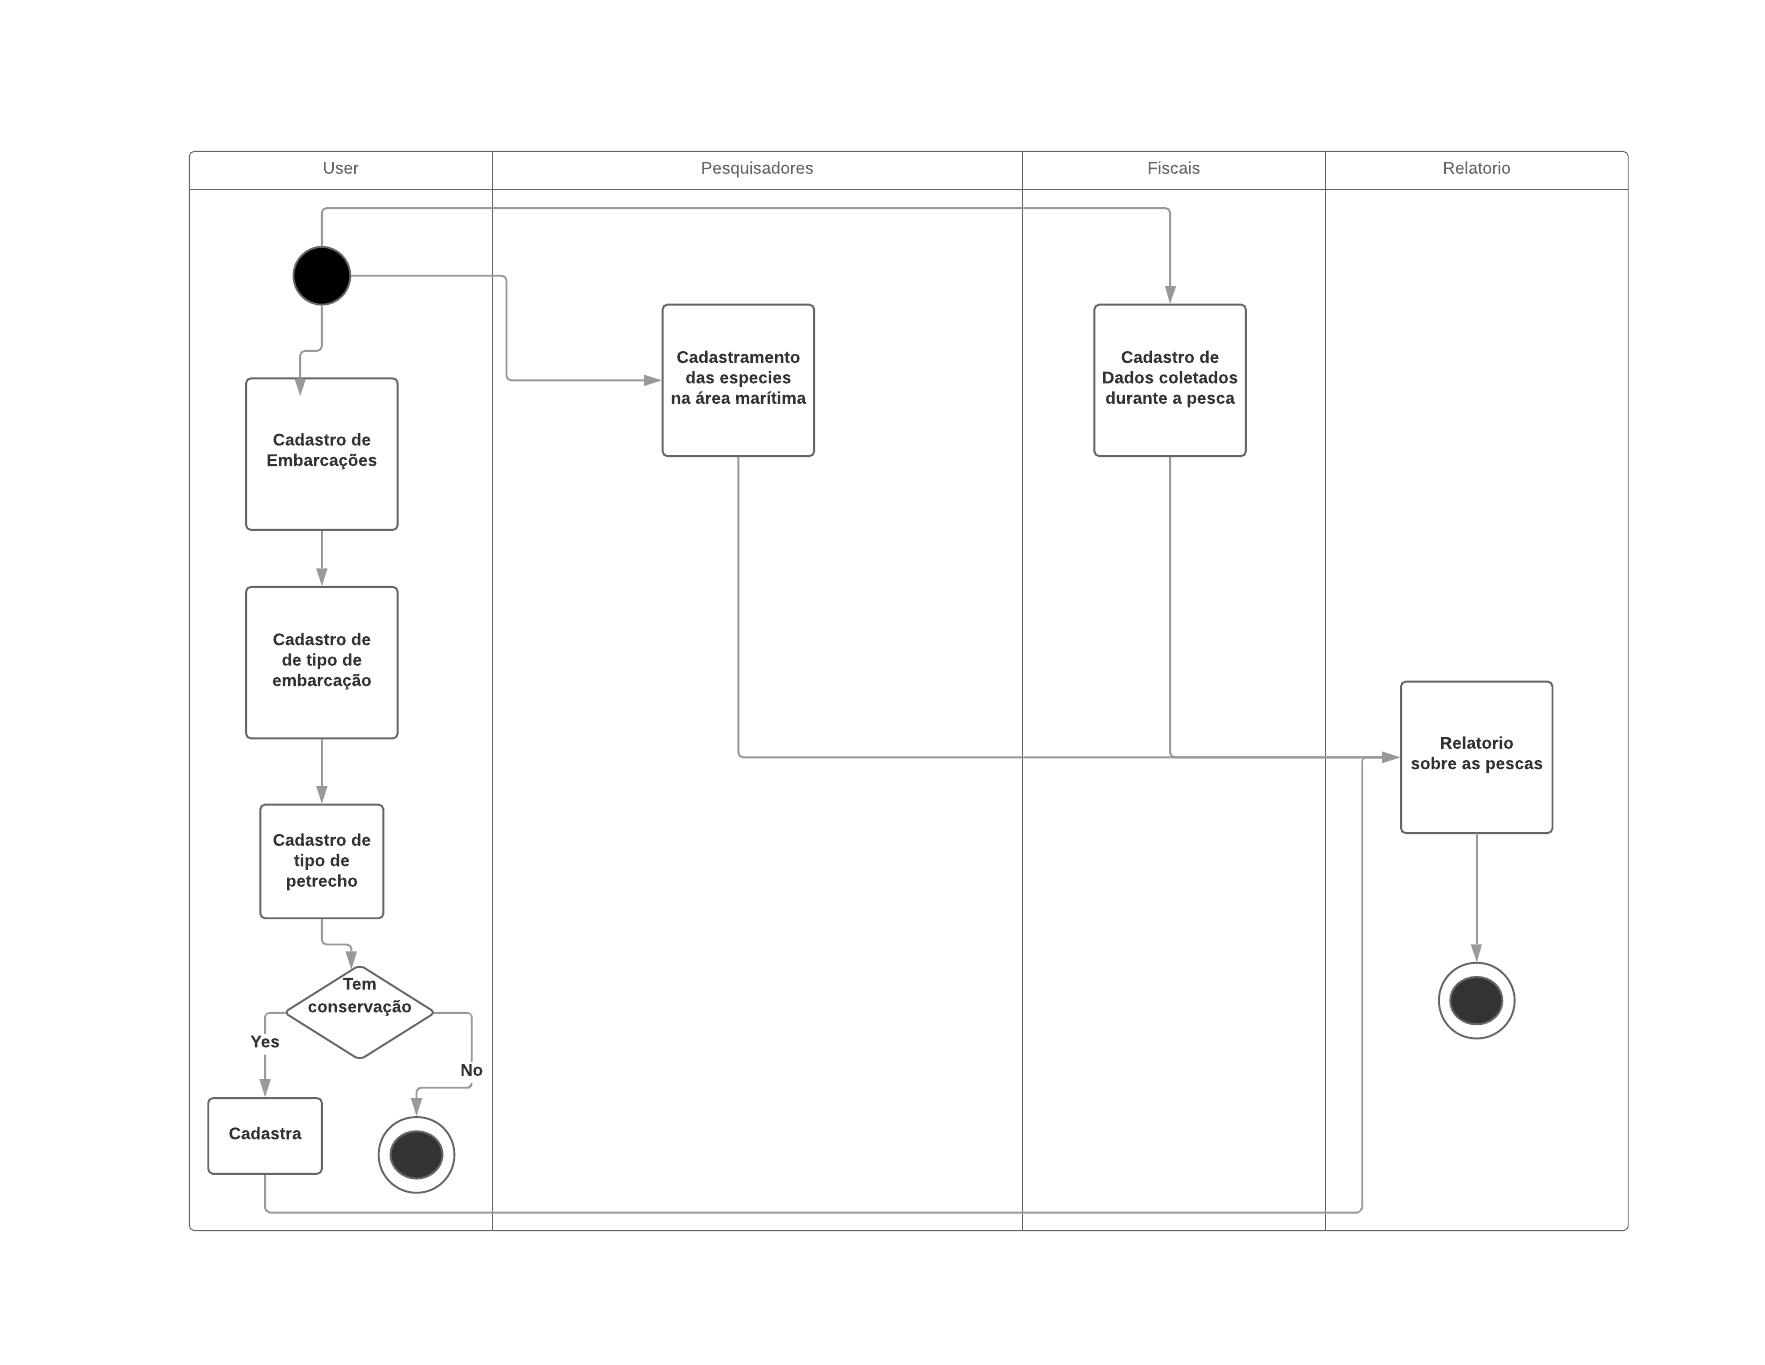 User
Pesquisadores
Fiscais
Relatorio
Cadastramento
das especies
na área marítima
Cadastro de
Dados coletados
durante a pesca
Cadastro de
Embarcações
Cadastro de
de tipo de
embarcação
Relatorio
sobre as pescas
Cadastro de
tipo de
petrecho
Tem
conservação
Yes
No
Cadastra